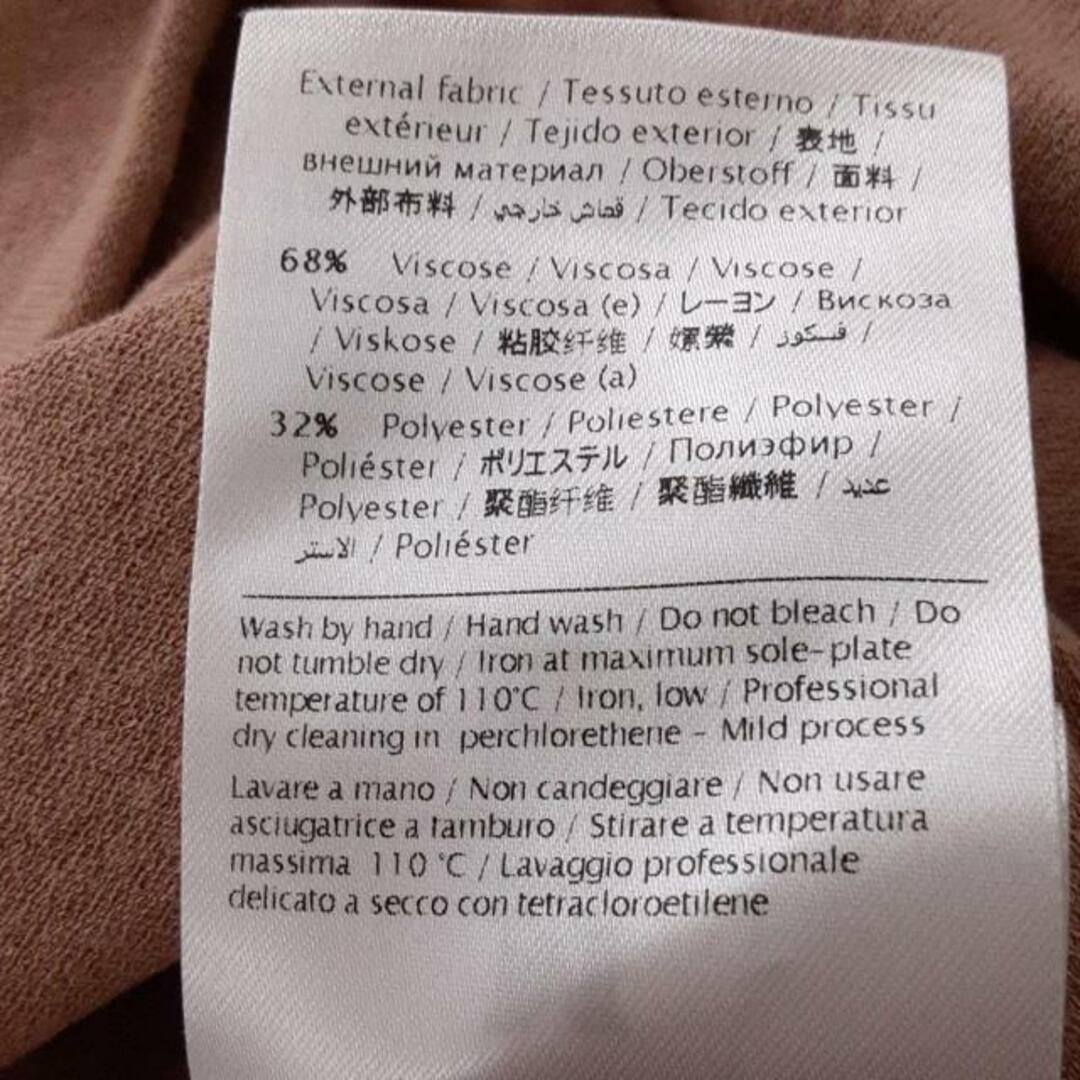 External fabric / Tessuto esterno / Tissu
extérieur / Tejido exterior / 表地 /
внешний материал / Oberstoff / 面料 /
外部布料 / قماش خارجي / Tecido exterior
68% Viscose / Viscosa / Viscose /
Viscosa / Viscosa (e) / レーヨン / Вискоза
/ Viskose / 粘胶纤维 / 嫘縈 / فسكوز /
Viscose / Viscose (a)
32% Polyester / Poliestere / Polyester /
Poliéster / ポリエステル / Полиэфир /
Polyester / 聚酯纤维 / 聚酯纖維 / عديد
الاستر / Poliéster
Wash by hand / Hand wash / Do not bleach / Do
not tumble dry / Iron at maximum sole-plate
temperature of 110°C / Iron, low / Professional
dry cleaning in perchlorethene - Mild process
Lavare a mano / Non candeggiare / Non usare
asciugatrice a tamburo / Stirare a temperatura
massima 110 °C / Lavaggio professionale
delicato a secco con tetracloroetilene